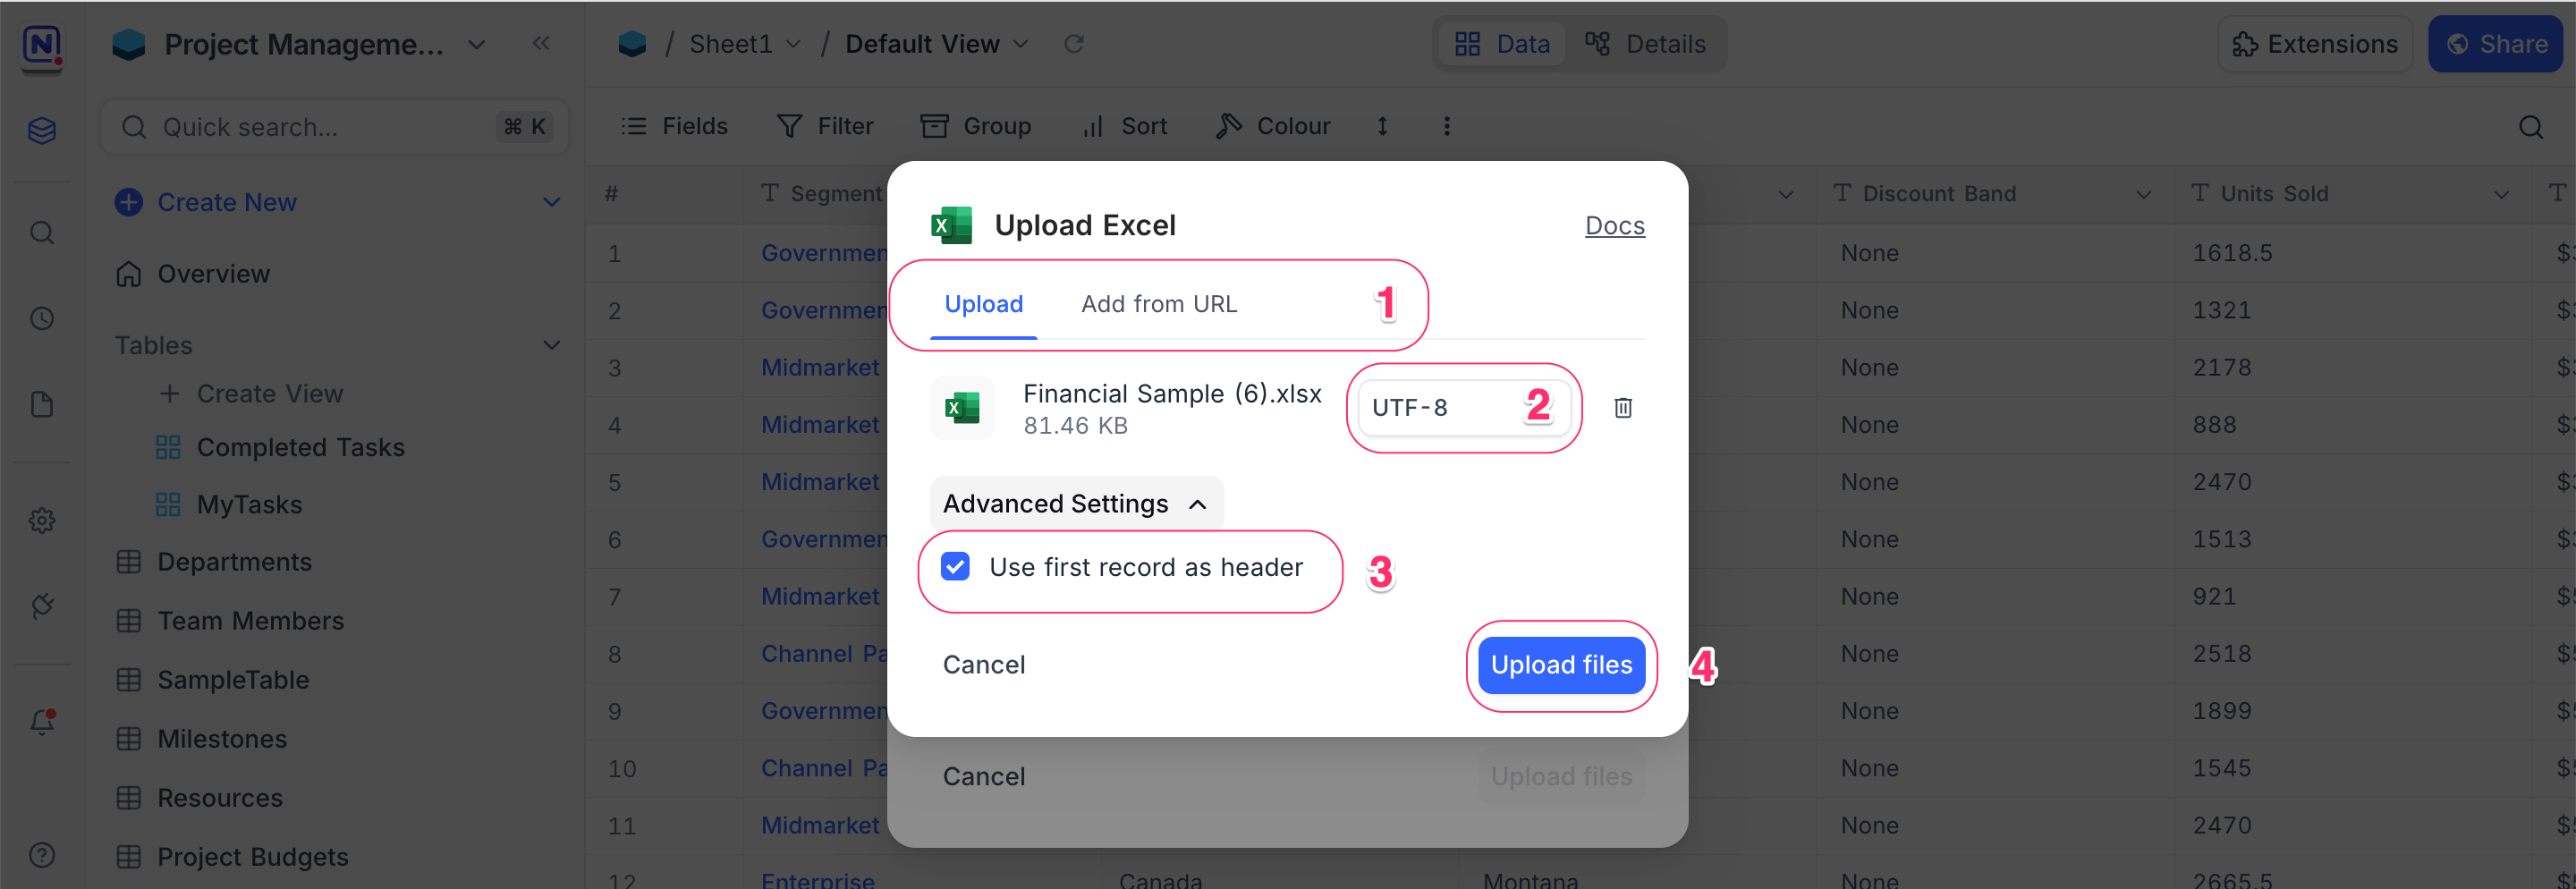 Project Manageme...
/ Sheet1 / Default View
Data Details
Extensions Share
Quick search... ⌘ K
Fields Filter Group Sort Colour
Create New
Overview
Tables
+ Create View
Completed Tasks
MyTasks
Departments
Team Members
SampleTable
Milestones
Resources
Project Budgets
# Segment Discount Band Units Sold
1 Governmen None 1618.5
2 Governmen None 1321
3 Midmarket None 2178
4 Midmarket None 888
5 Midmarket None 2470
6 Governmen None 1513
7 Midmarket None 921
8 Channel Pa None 2518
9 Governmen None 1899
10 Channel Pa None 1545
11 Midmarket None 2470
12 Enterprise Canada Montana None 2665.5
Upload Excel Docs
Upload Add from URL 1
Financial Sample (6).xlsx
81.46 KB
UTF-8 2
Advanced Settings
Use first record as header 3
Cancel Upload files 4
Cancel Upload files